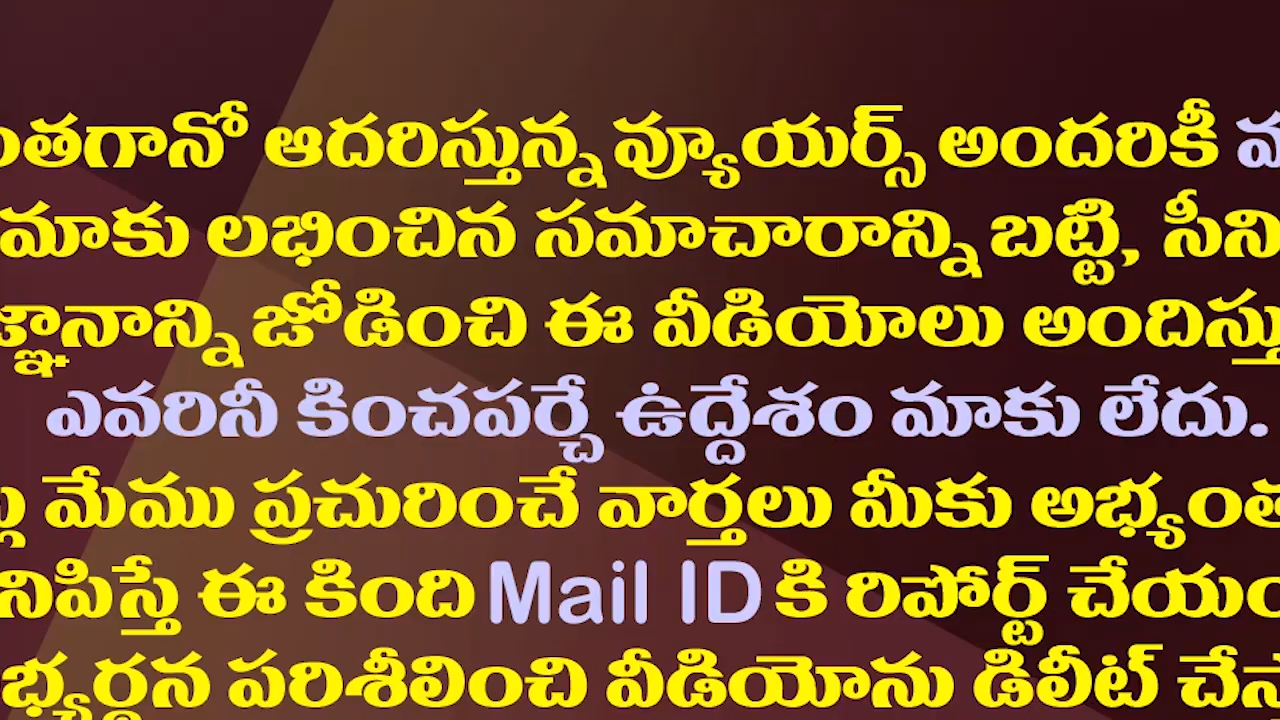 ంతగానో ఆదరిస్తున్న వ్యూయర్స్ అందరికీ
మాకు లభించిన సమాచారాన్ని బట్టి, సీని
జ్ఞానాన్ని జోడించి ఈ వీడియోలు అందిస్తు
ఎవరినీ కించపర్చే ఉద్దేశం మాకు లేదు.
మేము ప్రచురించే వార్తలు మీకు అభ్యంత
నిపిస్తే ఈ కింది Mail ID కి రిపోర్ట్ చేయం
భ్యర్థన పరిశీలించి వీడియోను డిలీట్ చేస